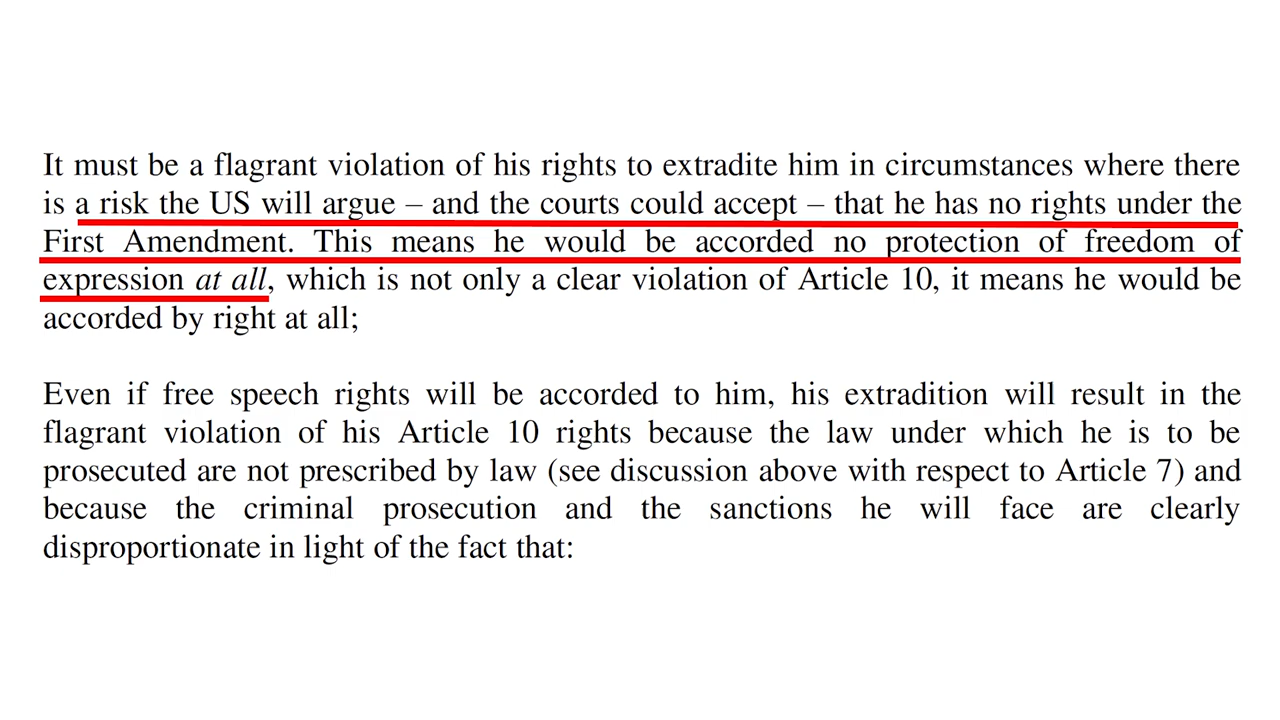 It must be a flagrant violation of his rights to extradite him in circumstances where there
is a risk the US will argue – and the courts could accept – that he has no rights under the
First Amendment. This means he would be accorded no protection of freedom of
expression at all, which is not only a clear violation of Article 10, it means he would be
accorded by right at all;
Even if free speech rights will be accorded to him, his extradition will result in the
flagrant violation of his Article 10 rights because the law under which he is to be
prosecuted are not prescribed by law (see discussion above with respect to Article 7) and
because the criminal prosecution and the sanctions he will face are clearly
disproportionate in light of the fact that: